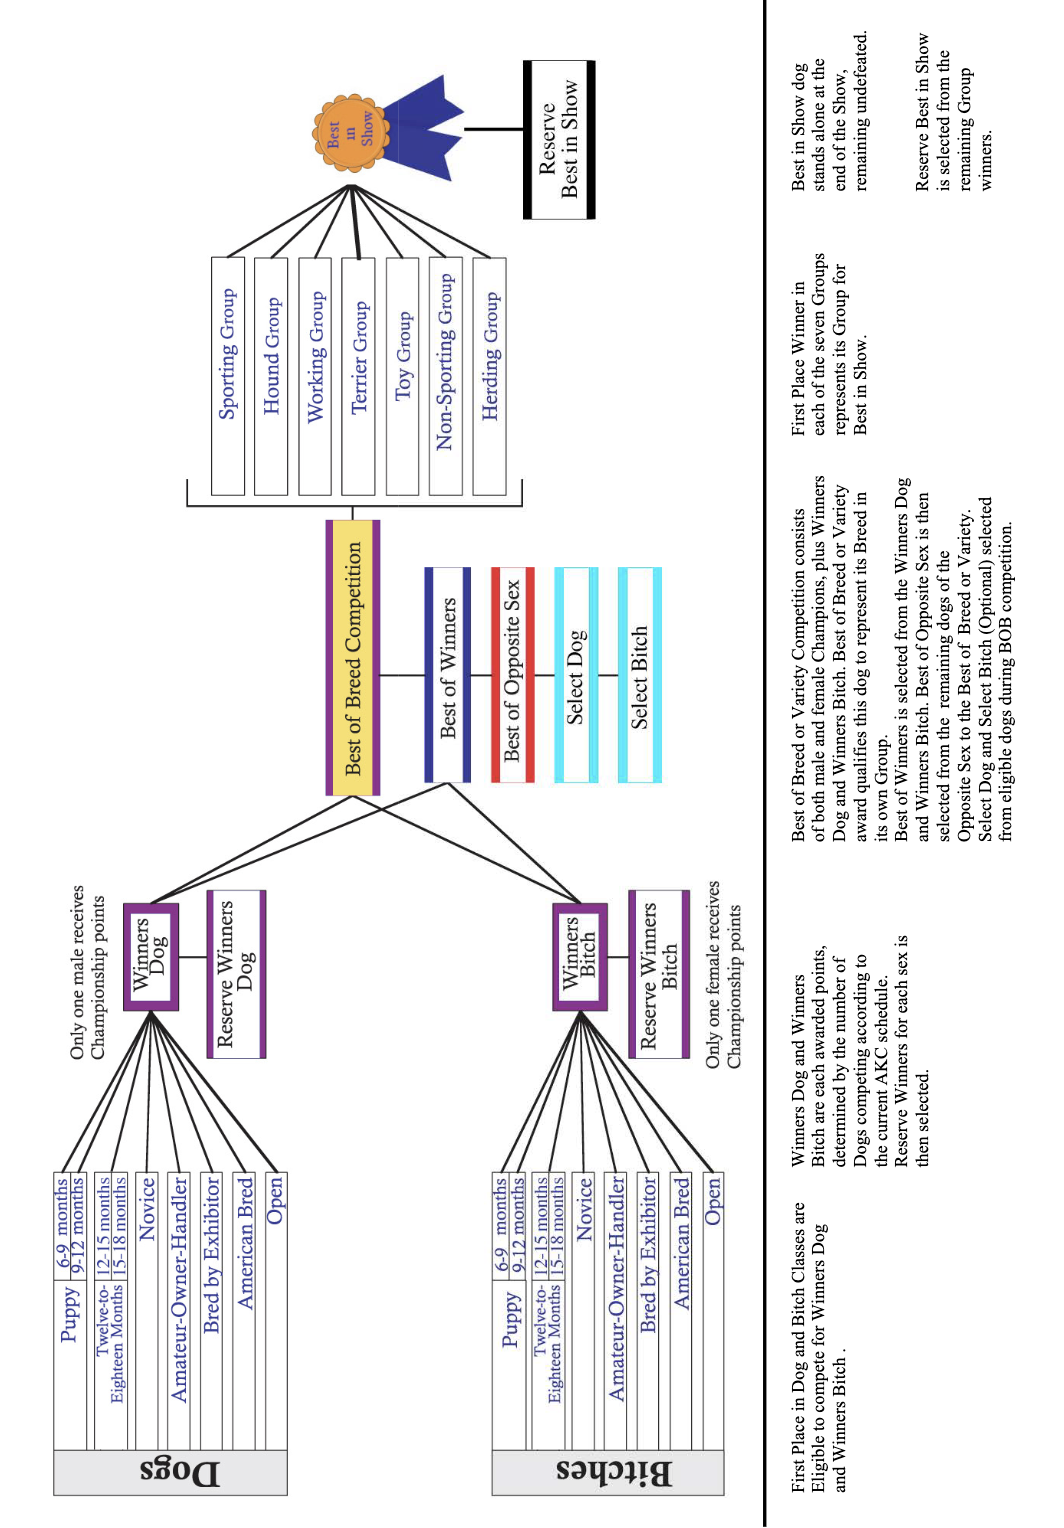 Dogs
Puppy
6-9 months
9-12 months
Twelve-to-
Eighteen Months
12-15 months
15-18 months
Novice
Amateur-Owner-Handler
Bred by Exhibitor
American Bred
Open
Only one male receives
Championship points
Winners
Dog
Reserve Winners
Dog
Bitches
Puppy
6-9 months
9-12 months
Twelve-to-
Eighteen Months
12-15 months
15-18 months
Novice
Amateur-Owner-Handler
Bred by Exhibitor
American Bred
Open
Winners
Bitch
Reserve Winners
Bitch
Only one female receives
Championship points
Best of Breed Competition
Best of Winners
Best of Opposite Sex
Select Dog
Select Bitch
Sporting Group
Hound Group
Working Group
Terrier Group
Toy Group
Non-Sporting Group
Herding Group
Best
in
Show
Reserve
Best in Show
First Place in Dog and Bitch Classes are
Eligible to compete for Winners Dog
and Winners Bitch .
Winners Dog and Winners
Bitch are each awarded points,
determined by the number of
Dogs competing according to
the current AKC schedule.
Reserve Winners for each sex is
then selected.
Best of Breed or Variety Competition consists
of both male and female Champions, plus Winners
Dog and Winners Bitch. Best of Breed or Variety
award qualifies this dog to represent its Breed in
its own Group.
Best of Winners is selected from the Winners Dog
and Winners Bitch. Best of Opposite Sex is then
selected from the remaining dogs of the
Opposite Sex to the Best of Breed or Variety.
Select Dog and Select Bitch (Optional) selected
from eligible dogs during BOB competition.
First Place Winner in
each of the seven Groups
represents its Group for
Best in Show.
Best in Show dog
stands alone at the
end of the Show,
remaining undefeated.
Reserve Best in Show
is selected from the
remaining Group
winners.